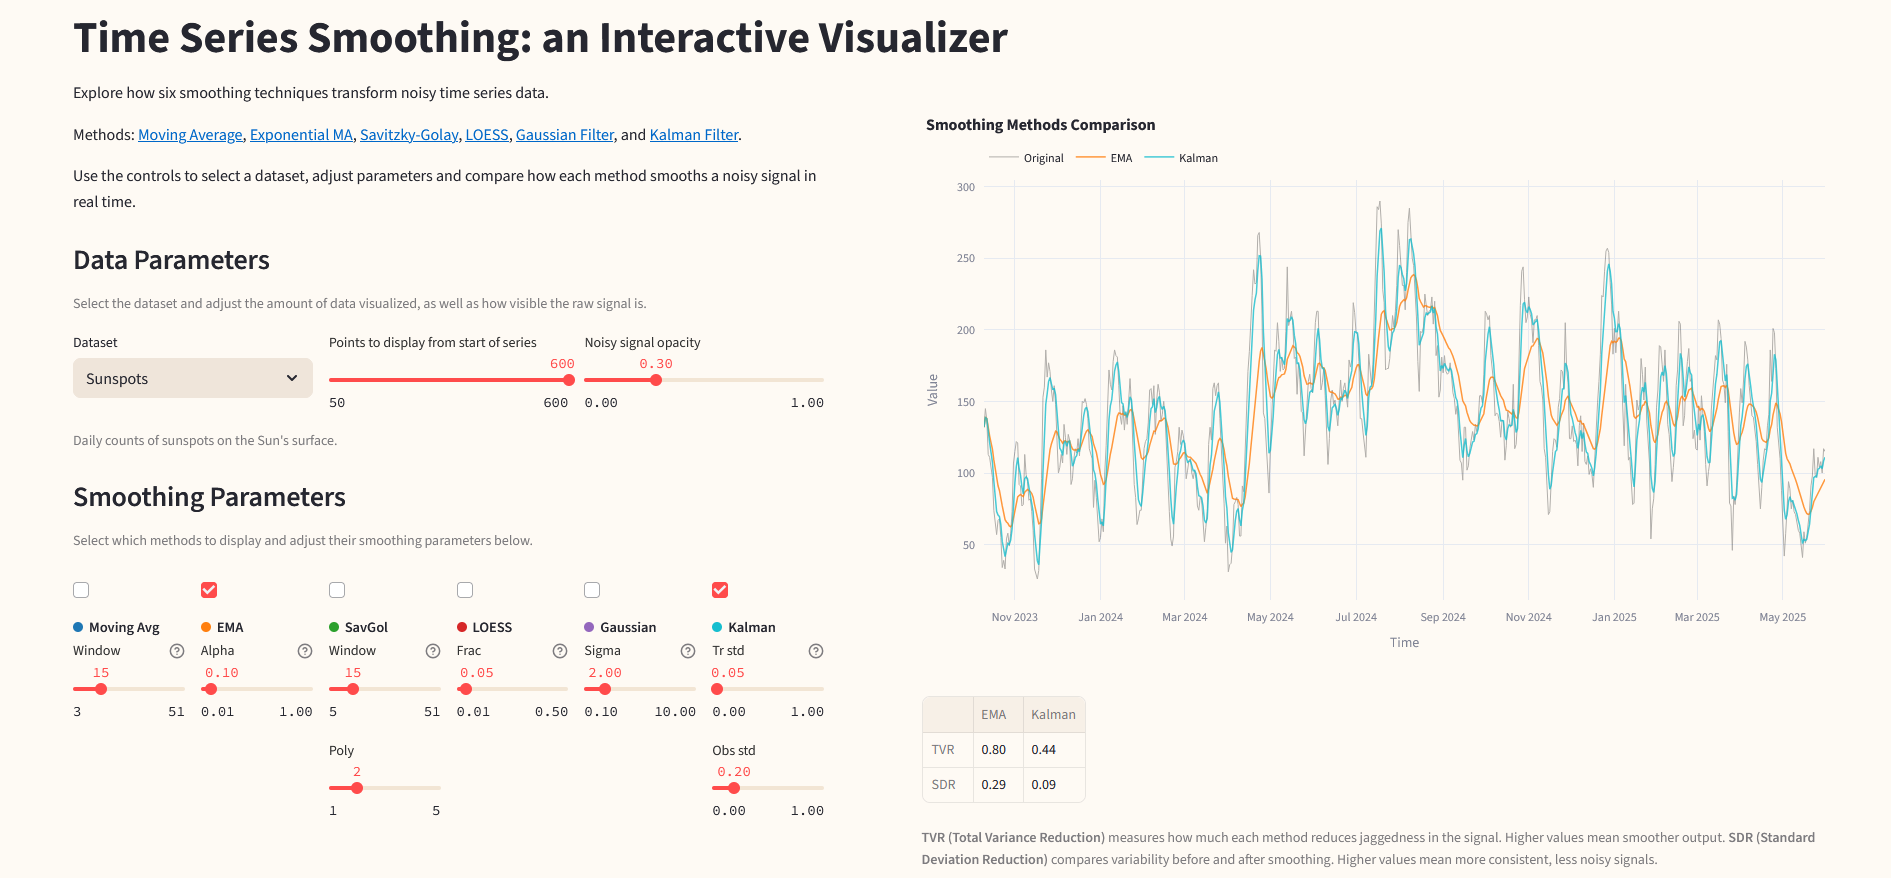 Time Series Smoothing: an Interactive Visualizer
Explore how six smoothing techniques transform noisy time series data.
Methods: Moving Average, Exponential MA, Savitzky-Golay, LOESS, Gaussian Filter, and Kalman Filter.
Use the controls to select a dataset, adjust parameters and compare how each method smooths a noisy signal in
real time.
Data Parameters
Select the dataset and adjust the amount of data visualized, as well as how visible the raw signal is.
Dataset Points to display from start of series Noisy signal opacity
600 0.30
Sunspots
50 600 0.00 1.00
Daily counts of sunspots on the Sun's surface.
Smoothing Parameters
Select which methods to display and adjust their smoothing parameters below.
Moving Avg EMA SavGol LOESS Gaussian Kalman
Window Alpha Window Frac Sigma Tr std
15 0.10 15 0.05 2.00 0.05
3 51 0.01 1.00 5 51 0.01 0.50 0.10 10.00 0.00 1.00
Poly Obs std
2 0.20
1 5 0.00 1.00
Smoothing Methods Comparison
Original EMA Kalman
300
250
200
150
100
50
Value
Nov 2023 Jan 2024 Mar 2024 May 2024 Jul 2024 Sep 2024 Nov 2024 Jan 2025 Mar 2025 May 2025
Time
EMA Kalman
TVR 0.80 0.44
SDR 0.29 0.09
TVR (Total Variance Reduction) measures how much each method reduces jaggedness in the signal. Higher values mean smoother output. SDR (Standard
Deviation Reduction) compares variability before and after smoothing. Higher values mean more consistent, less noisy signals.